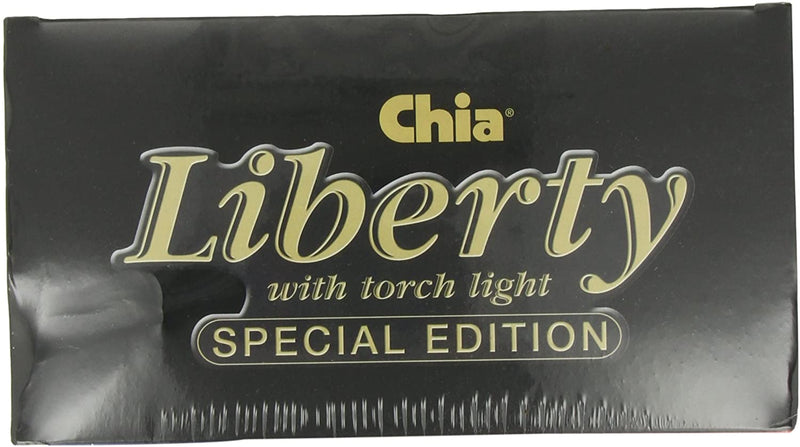 Chia®
Liberty
with torch light
SPECIAL EDITION